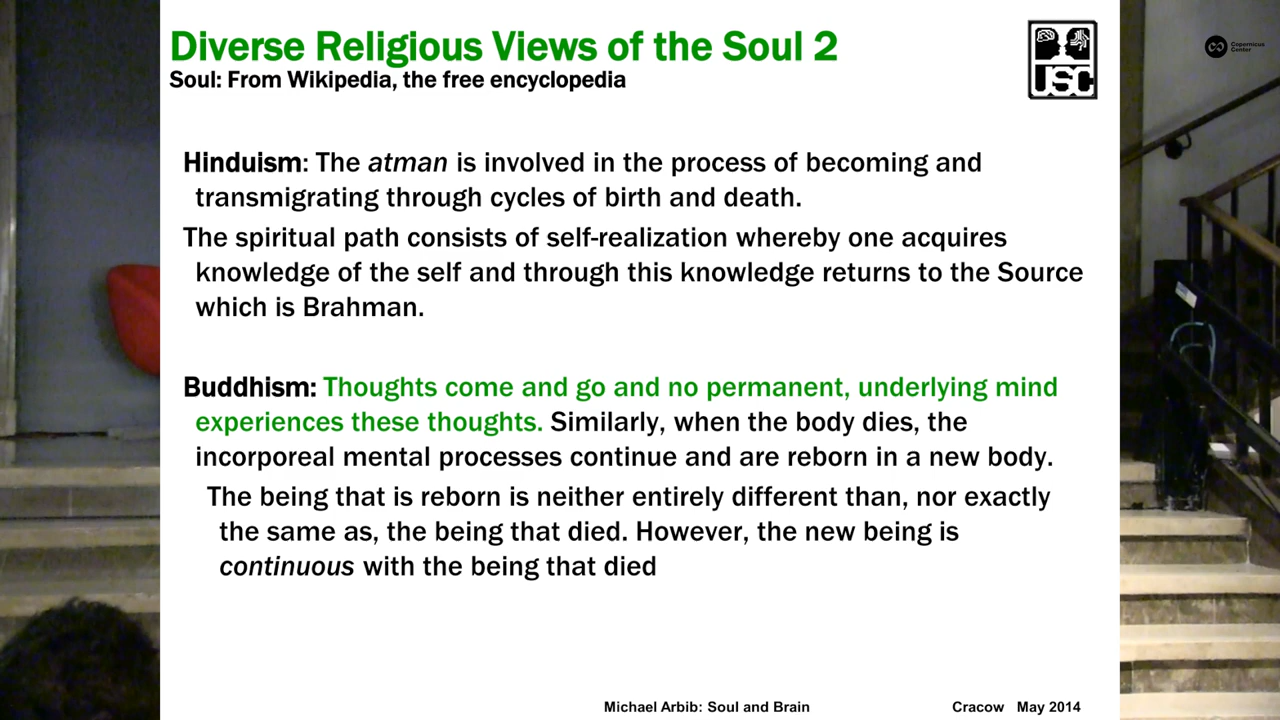 Diverse Religious Views of the Soul 2
Soul: From Wikipedia, the free encyclopedia
USC
Copernicus
Center
Hinduism: The atman is involved in the process of becoming and
transmigrating through cycles of birth and death.
The spiritual path consists of self-realization whereby one acquires
knowledge of the self and through this knowledge returns to the Source
which is Brahman.
Buddhism: Thoughts come and go and no permanent, underlying mind
experiences these thoughts. Similarly, when the body dies, the
incorporeal mental processes continue and are reborn in a new body.
The being that is reborn is neither entirely different than, nor exactly
the same as, the being that died. However, the new being is
continuous with the being that died
Michael Arbib: Soul and Brain
Cracow May 2014